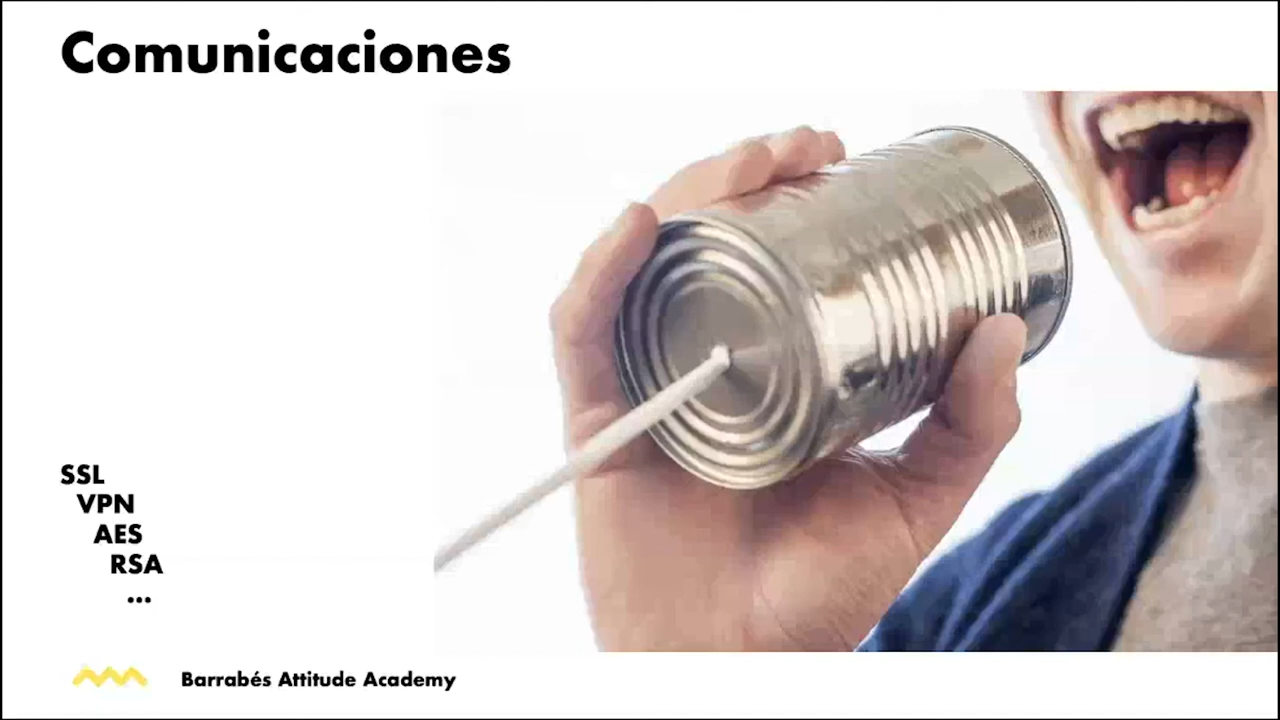 Comunicaciones
SSL
VPN
AES
RSA
...
Barrabés Attitude Academy